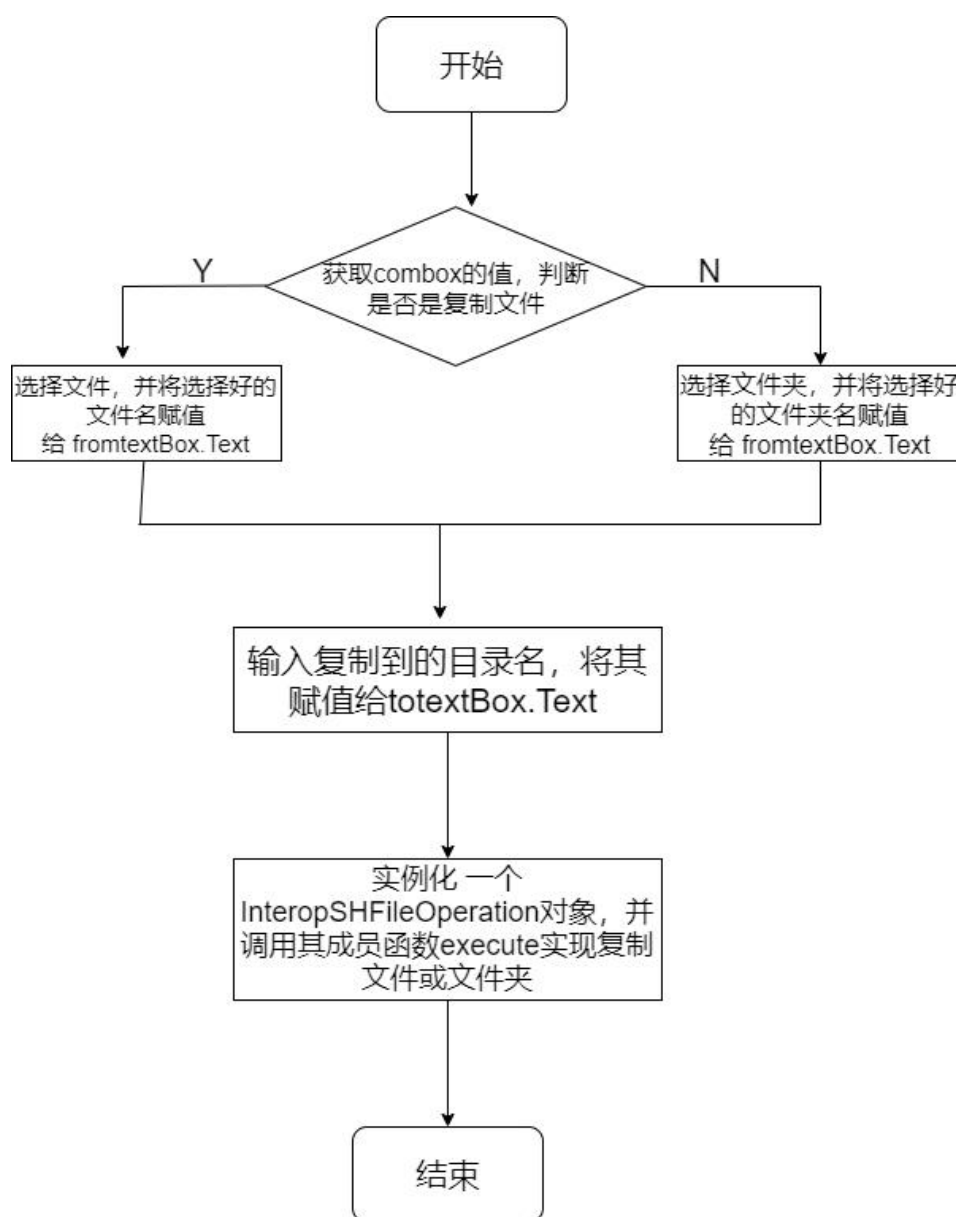 开始
获取combox的值，判断
是否是复制文件
Y
N
选择文件，并将选择好的
文件名赋值
给 fromtextBox.Text
选择文件夹，并将选择好
的文件夹名赋值
给 fromtextBox.Text
输入复制到的目录名，将其
赋值给totextBox.Text
实例化 一个
InteropSHFileOperation对象，并
调用其成员函数execute实现复制
文件或文件夹
结束